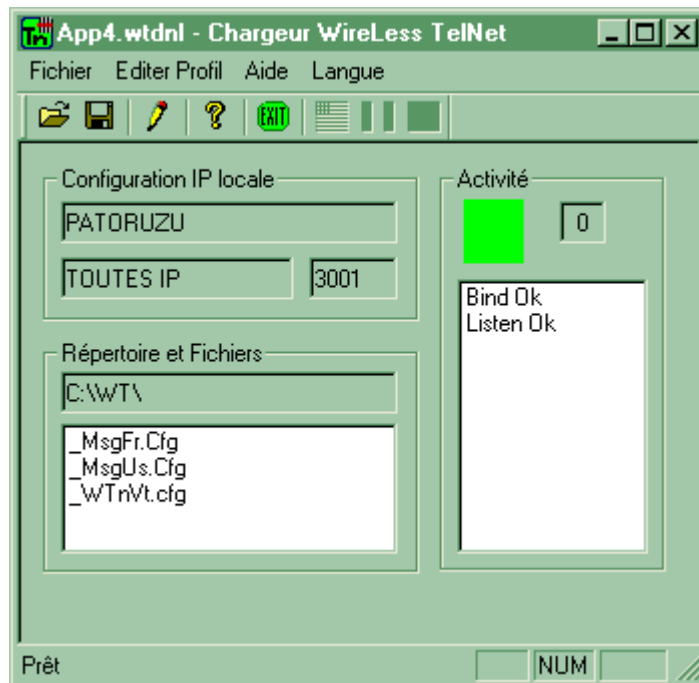 App4.wtdnl - Chargeur WireLess TelNet
Fichier Editer Profil Aide Langue
EXIT
Configuration IP locale
PATORUZU
TOUTES IP 3001
Répertoire et Fichiers
C:\WT\
_MsgFr.Cfg
_MsgUs.Cfg
_WTnVt.cfg
Activité
0
Bind Ok
Listen Ok
Prêt NUM